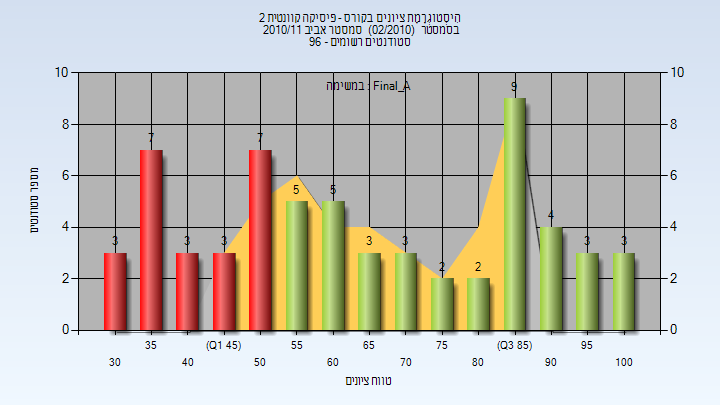 היסטוגרמת ציונים בקורס - פיסיקה קוונטית 2
בסמסטר (02/2010) סמסטר אביב 2010/11
סטודנטים רשומים - 96
במשימה : Final_A
מספר סטודנטים
10 10
8 8
6 6
4 4
2 2
0 0
3 7 3 3 7 5 5 3 3 2 2 9 4 3 3
35 (Q1 45) 55 65 75 (Q3 85) 95
30 40 50 60 70 80 90 100
טווח ציונים